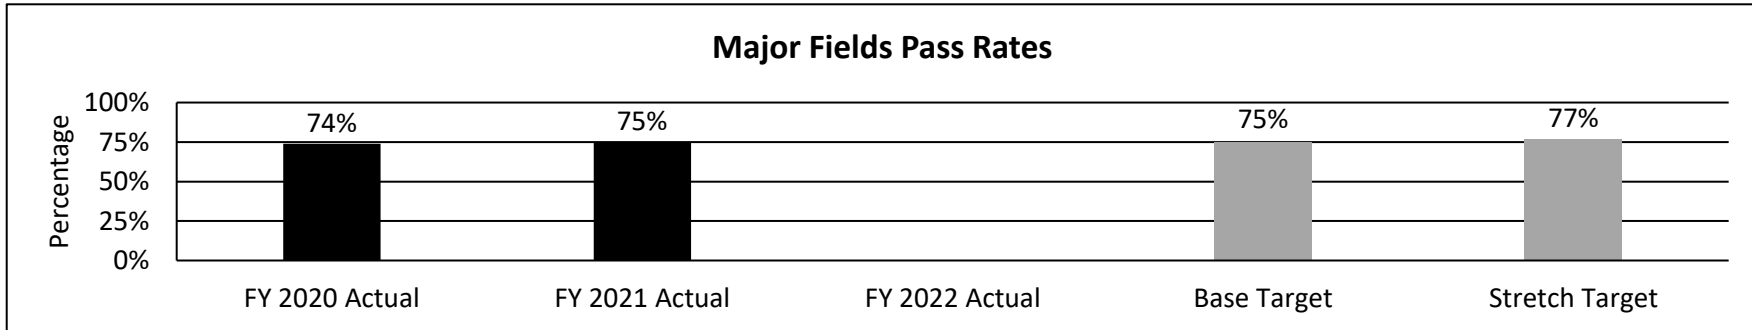 Major Fields Pass Rates
Percentage
100%
75%
50%
25%
0%
74%
75%
75%
77%
FY 2020 Actual
FY 2021 Actual
FY 2022 Actual
Base Target
Stretch Target